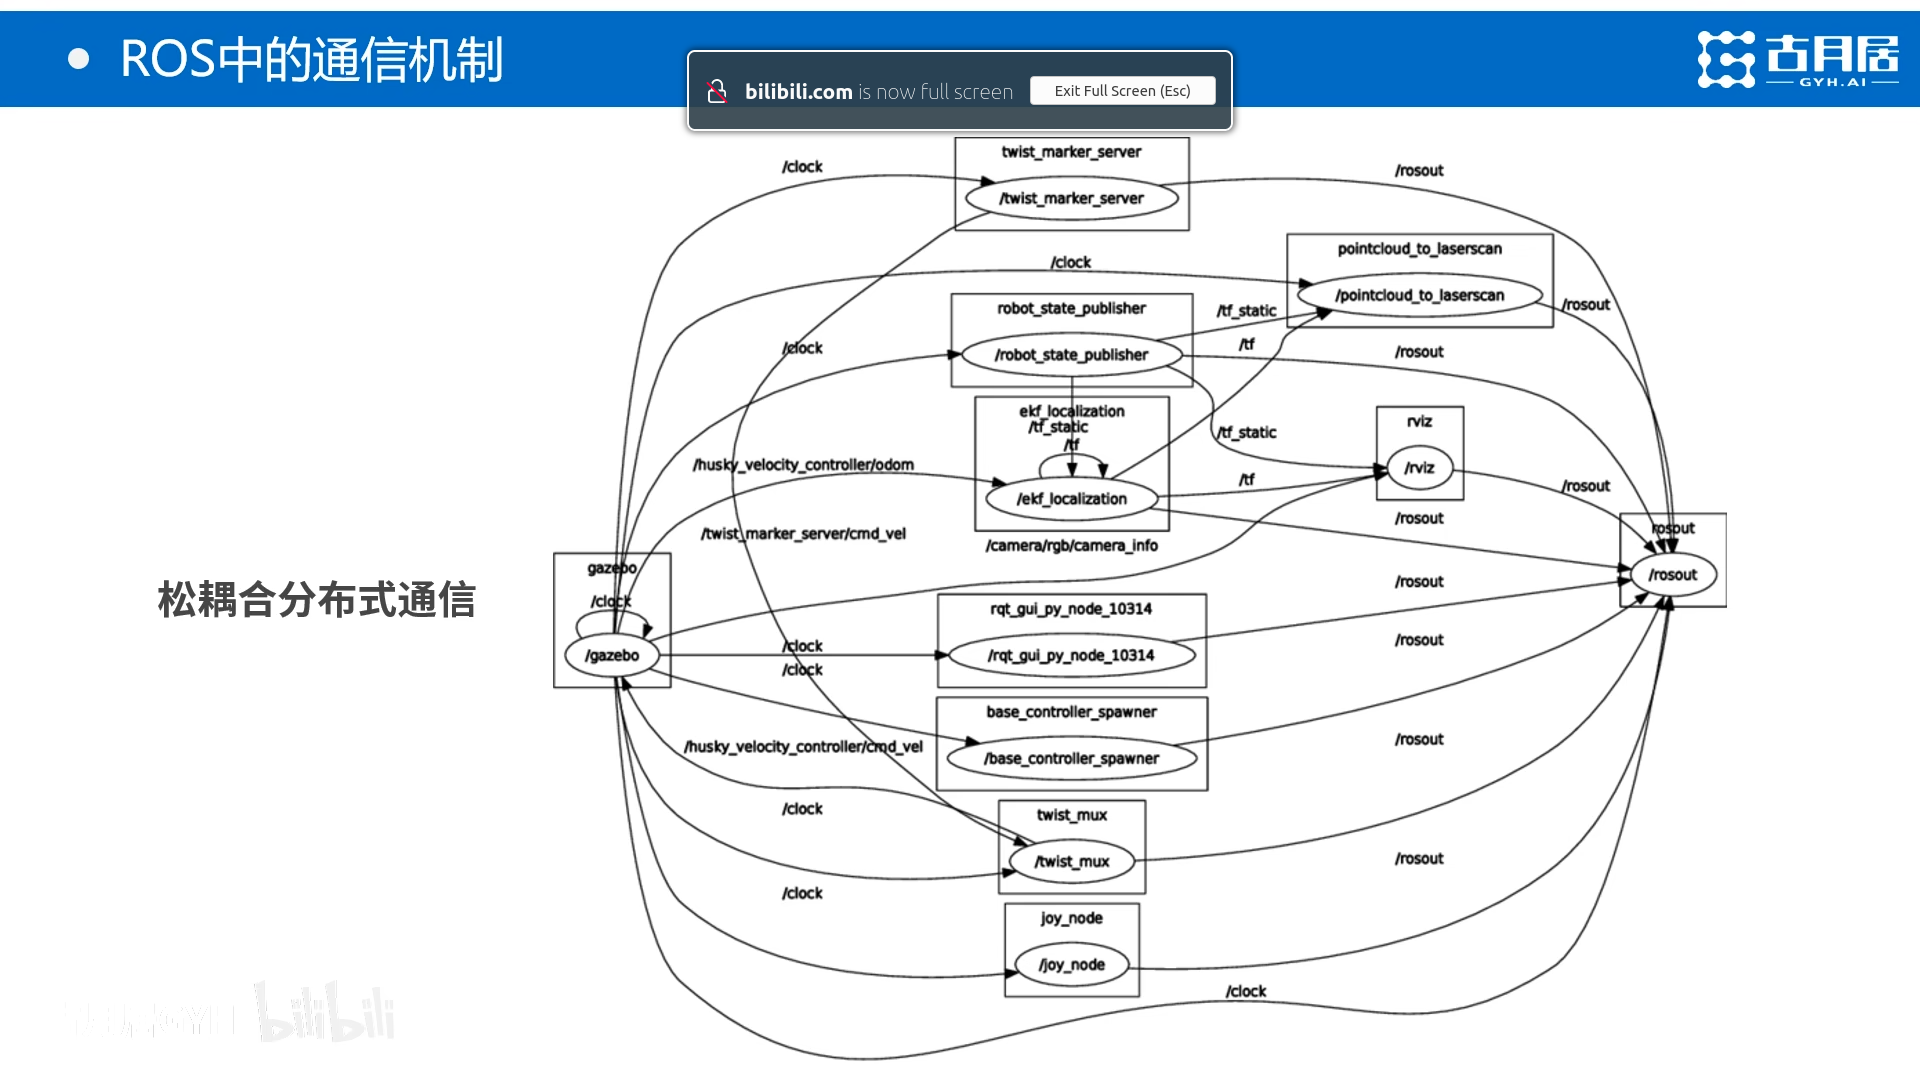 ROS中的通信机制
古月居
GYH.AI
bilibili.com is now full screen
Exit Full Screen (Esc)
松耦合分布式通信
twist_marker_server
/twist_marker_server
/clock
/rosout
pointcloud_to_laserscan
/pointcloud_to_laserscan
/clock
/rosout
robot_state_publisher
/robot_state_publisher
/tf_static
/clock
/tf
/rosout
ekf_localization
/tf_static
/tf
/ekf_localization
/tf_static
rviz
/rviz
/husky_velocity_controller/odom
/tf
/rosout
/rosout
/twist_marker_server/cmd_vel
/camera/rgb/camera_info
rosout
/rosout
gazebo
/clock
/gazebo
/rosout
rqt_gui_py_node_10314
/rqt_gui_py_node_10314
/clock
/clock
/rosout
base_controller_spawner
/base_controller_spawner
/husky_velocity_controller/cmd_vel
/rosout
twist_mux
/twist_mux
/clock
/rosout
joy_node
/joy_node
/clock
/clock
bilibili